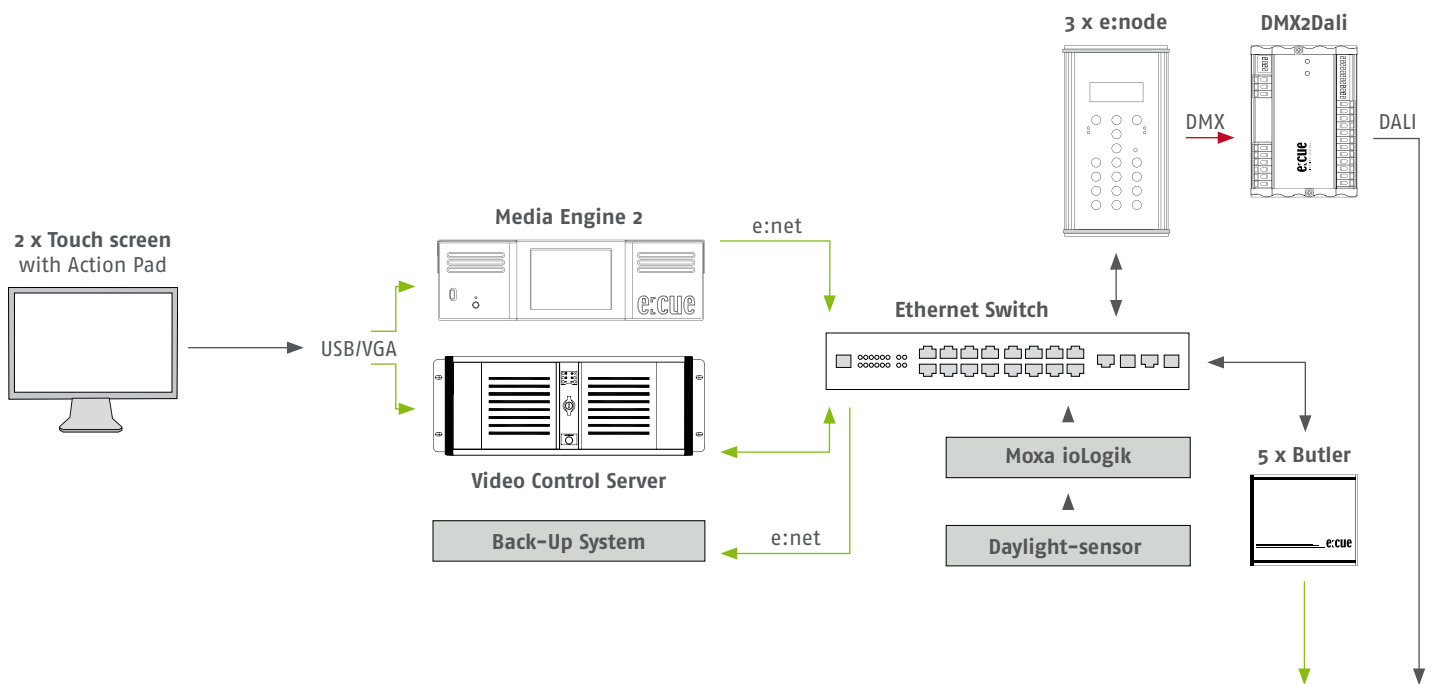 3 x e:node
DMX2Dali
DMX
DALI
e:cue
Media Engine 2
e:net
2 x Touch screen
with Action Pad
e:cue
Ethernet Switch
USB/VGA
Moxa ioLogik
5 x Butler
Video Control Server
Back-Up System
e:net
Daylight-sensor
e:cue